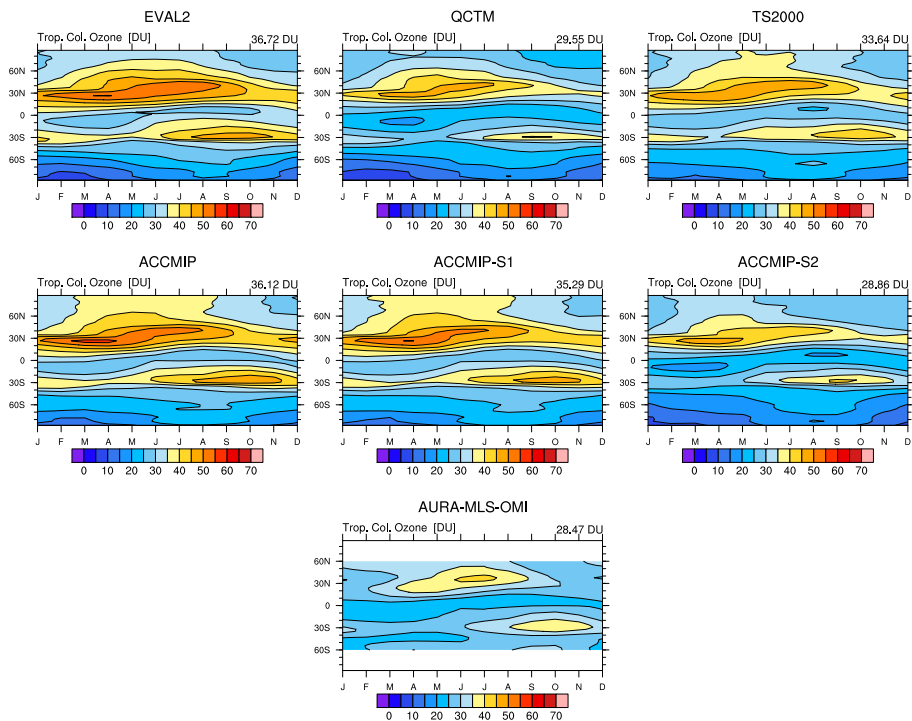 EVAL2
Trop. Col. Ozone [DU] 36.72 DU
60N
30N
0
30S
60S
J F M A M J J A S O N D
0 10 20 30 40 50 60 70
QCTM
Trop. Col. Ozone [DU] 29.55 DU
60N
30N
0
30S
60S
J F M A M J J A S O N D
0 10 20 30 40 50 60 70
TS2000
Trop. Col. Ozone [DU] 33.64 DU
60N
30N
0
30S
60S
J F M A M J J A S O N D
0 10 20 30 40 50 60 70
ACCMIP
Trop. Col. Ozone [DU] 36.12 DU
60N
30N
0
30S
60S
J F M A M J J A S O N D
0 10 20 30 40 50 60 70
ACCMIP-S1
Trop. Col. Ozone [DU] 35.29 DU
60N
30N
0
30S
60S
J F M A M J J A S O N D
0 10 20 30 40 50 60 70
ACCMIP-S2
Trop. Col. Ozone [DU] 28.86 DU
60N
30N
0
30S
60S
J F M A M J J A S O N D
0 10 20 30 40 50 60 70
AURA-MLS-OMI
Trop. Col. Ozone [DU] 28.47 DU
60N
30N
0
30S
60S
J F M A M J J A S O N D
0 10 20 30 40 50 60 70